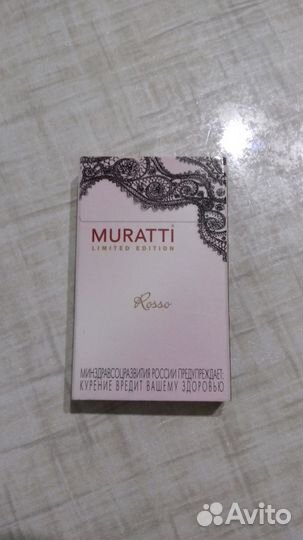 MURATTI
LIMITED EDITION
Rosso
МИНЗДРАВСОЦРАЗВИТИЯ РОССИИ ПРЕДУПРЕЖДАЕТ:
КУРЕНИЕ ВРЕДИТ ВАШЕМУ ЗДОРОВЬЮ
Avito